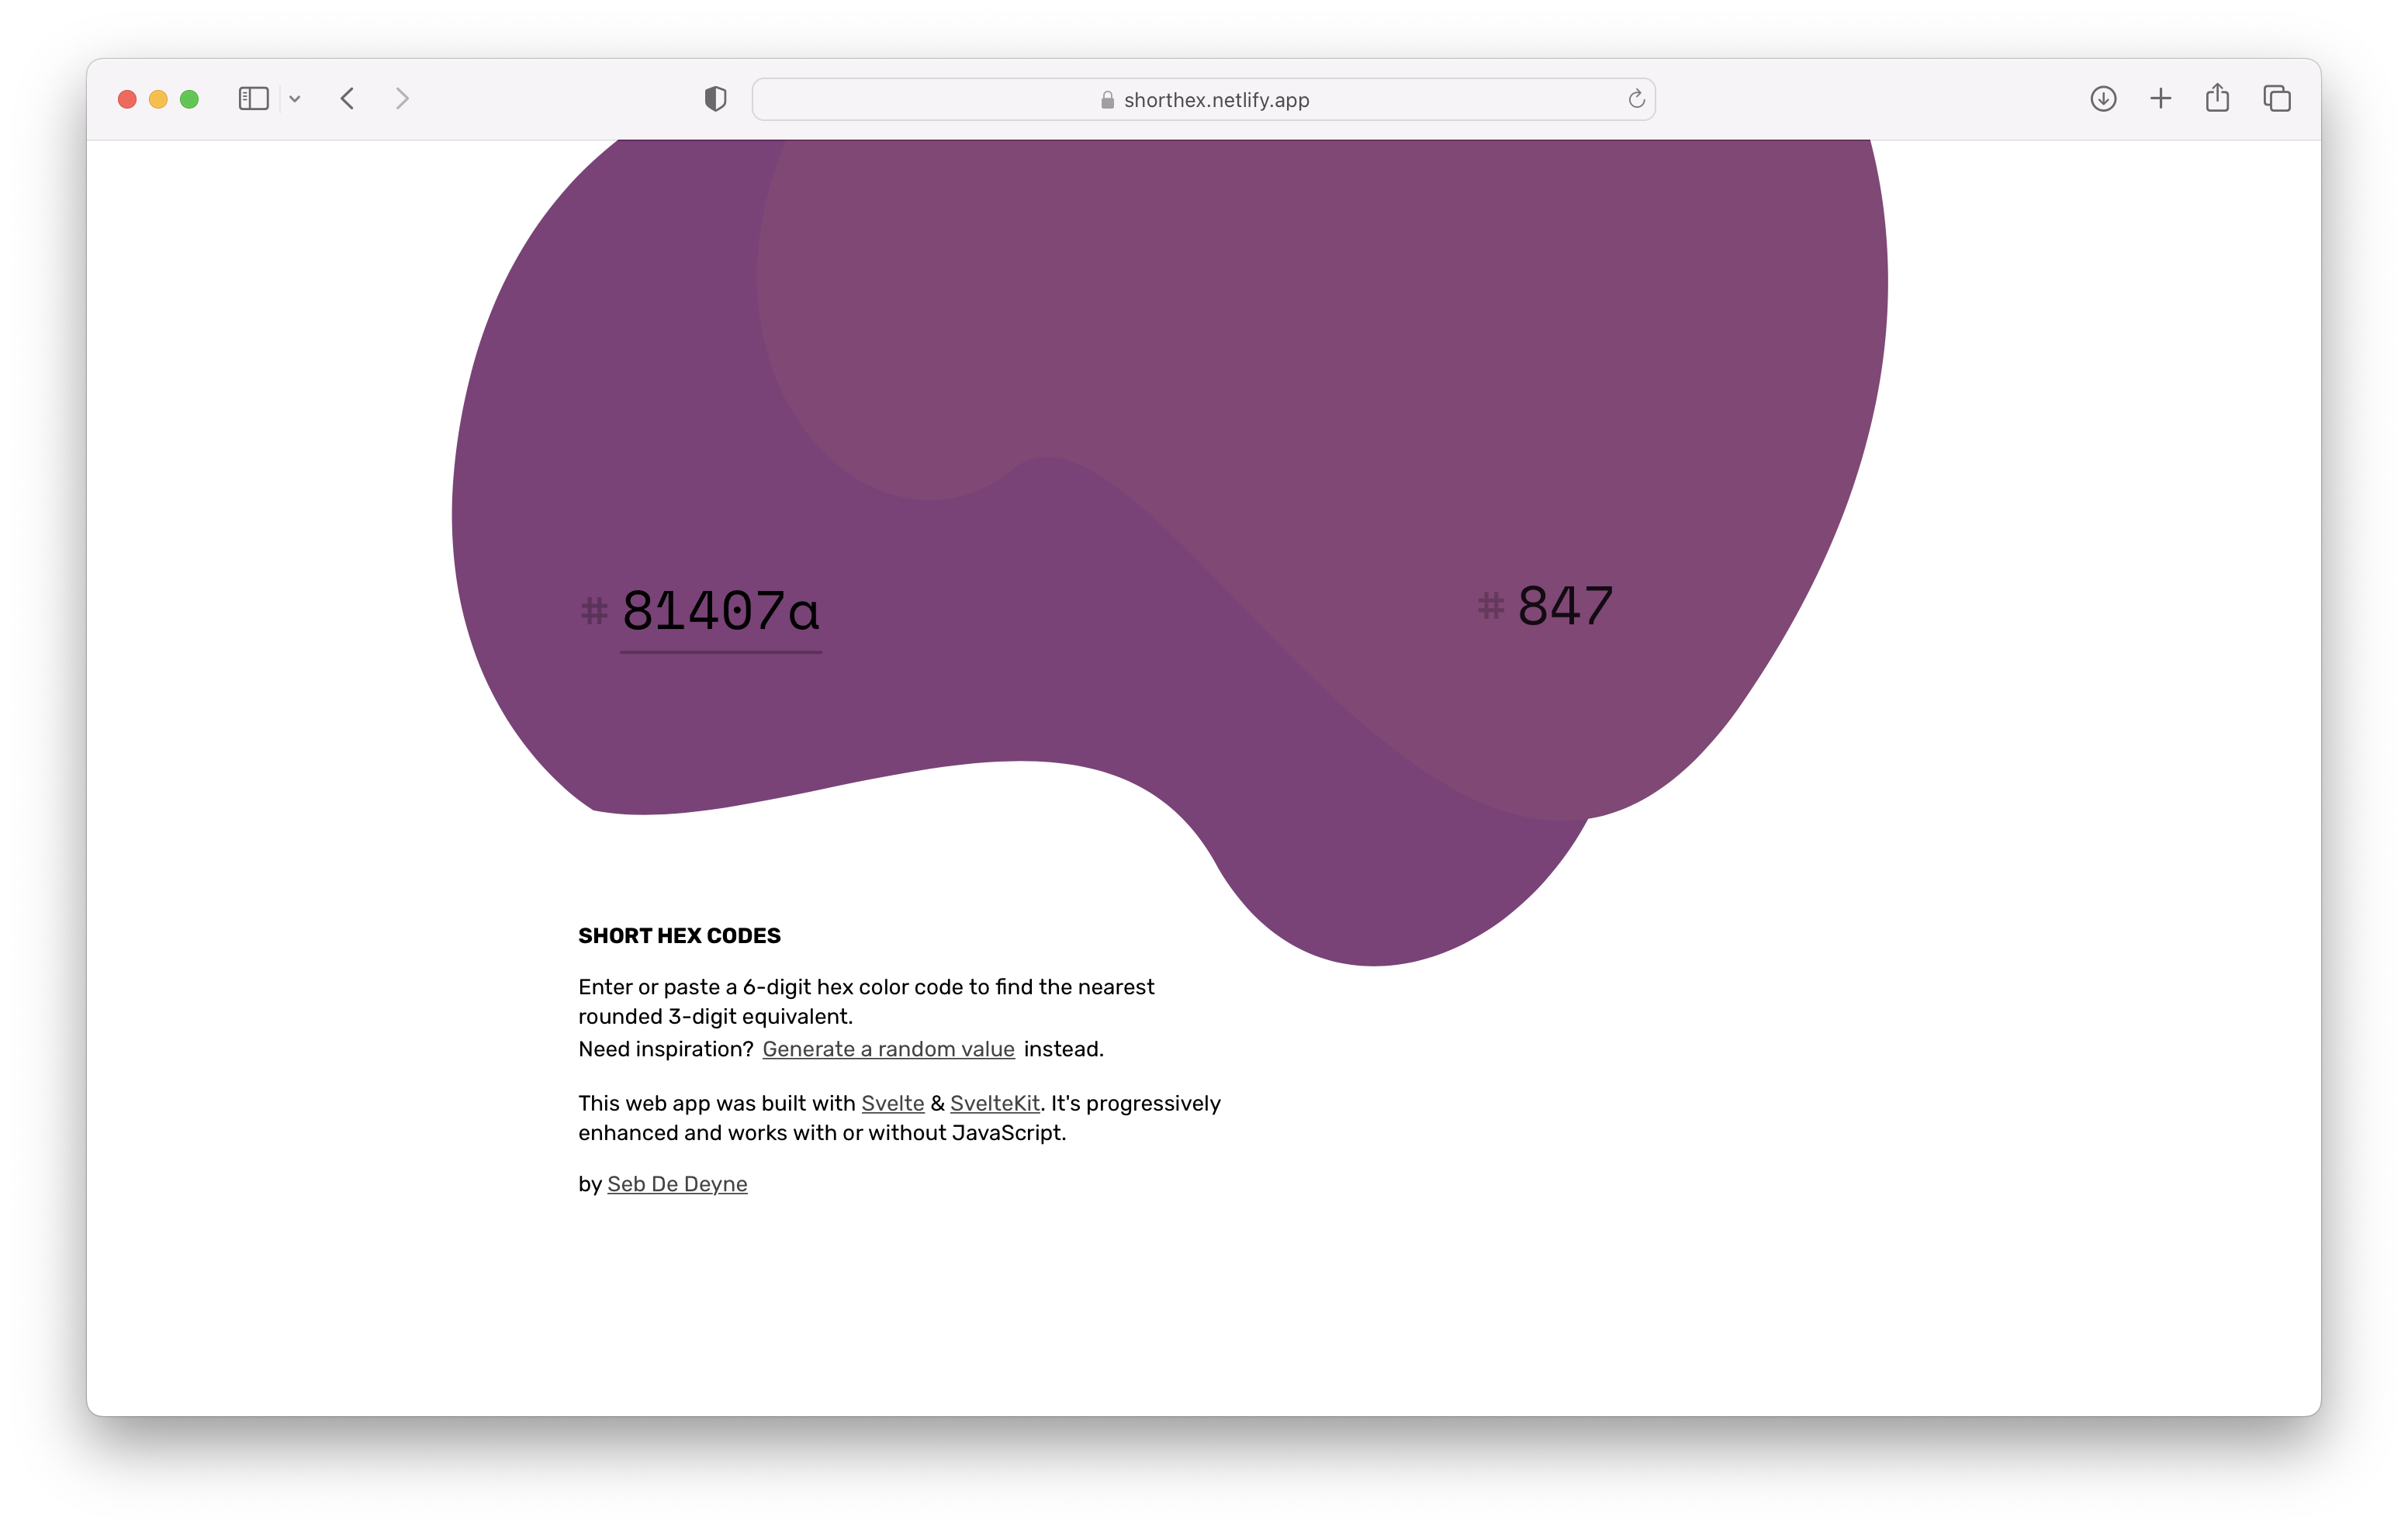 shorthex.netlify.app
# 81407a
# 847
SHORT HEX CODES
Enter or paste a 6-digit hex color code to find the nearest
rounded 3-digit equivalent.
Need inspiration? Generate a random value instead.
This web app was built with Svelte & SvelteKit. It's progressively
enhanced and works with or without JavaScript.
by Seb De Deyne